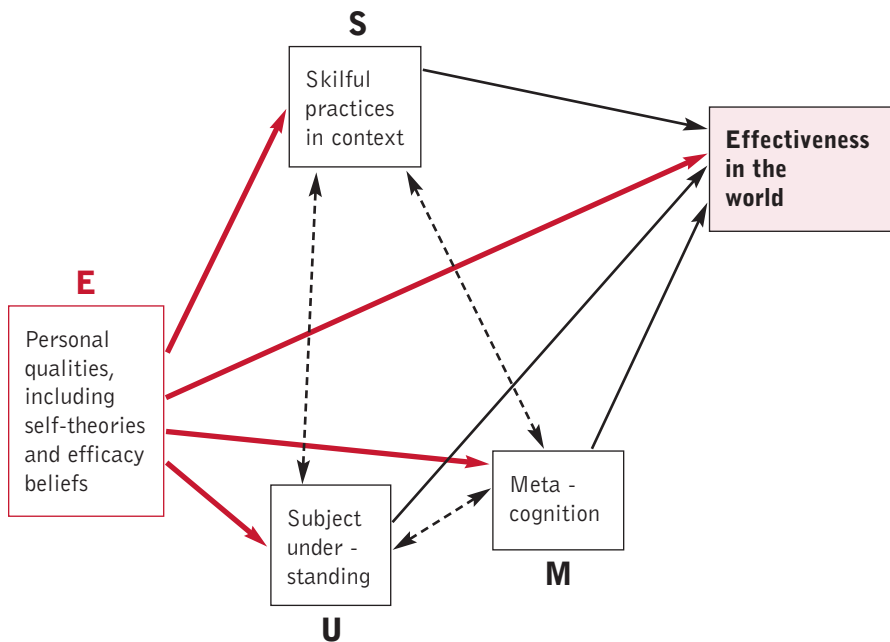 S
Skilful
practices
in context
Effectiveness
in the
world
E
Personal
qualities,
including
self-theories
and efficacy
beliefs
Subject
under -
standing
U
Meta -
cognition
M